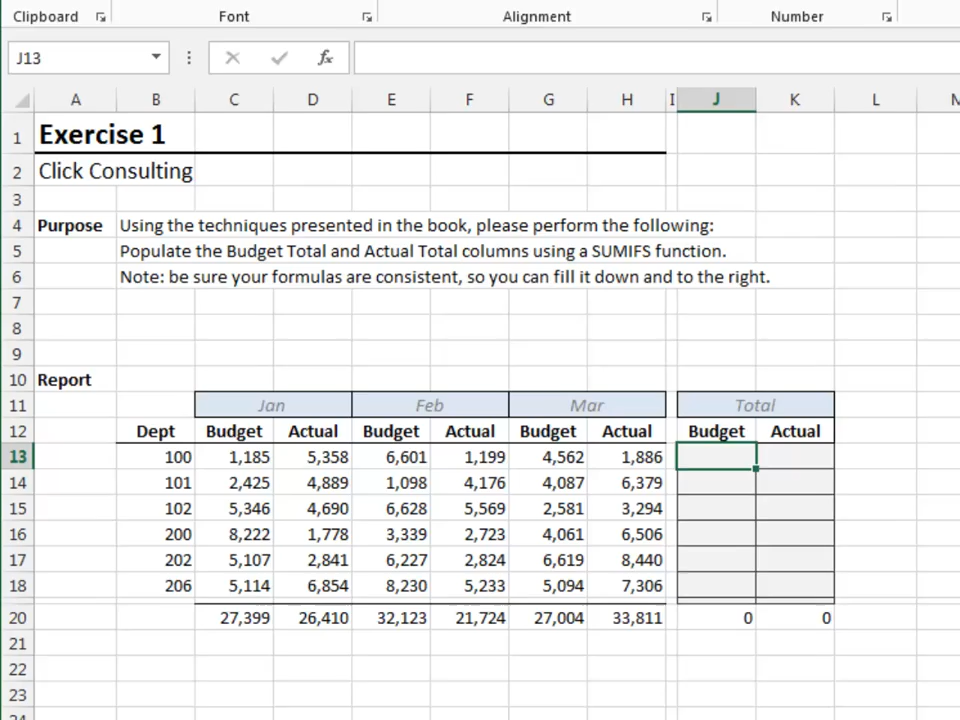 Clipboard Font Alignment Number
J13 fx
A B C D E F G H I J K L M
1 Exercise 1
2 Click Consulting
3
4 Purpose Using the techniques presented in the book, please perform the following:
5 Populate the Budget Total and Actual Total columns using a SUMIFS function.
6 Note: be sure your formulas are consistent, so you can fill it down and to the right.
7
8
9
10 Report
11 Jan Feb Mar Total
12 Dept Budget Actual Budget Actual Budget Actual Budget Actual
13 100 1,185 5,358 6,601 1,199 4,562 1,886
14 101 2,425 4,889 1,098 4,176 4,087 6,379
15 102 5,346 4,690 6,628 5,569 2,581 3,294
16 200 8,222 1,778 3,339 2,723 4,061 6,506
17 202 5,107 2,841 6,227 2,824 6,619 8,440
18 206 5,114 6,854 8,230 5,233 5,094 7,306
20 27,399 26,410 32,123 21,724 27,004 33,811 0 0
21
22
23
24